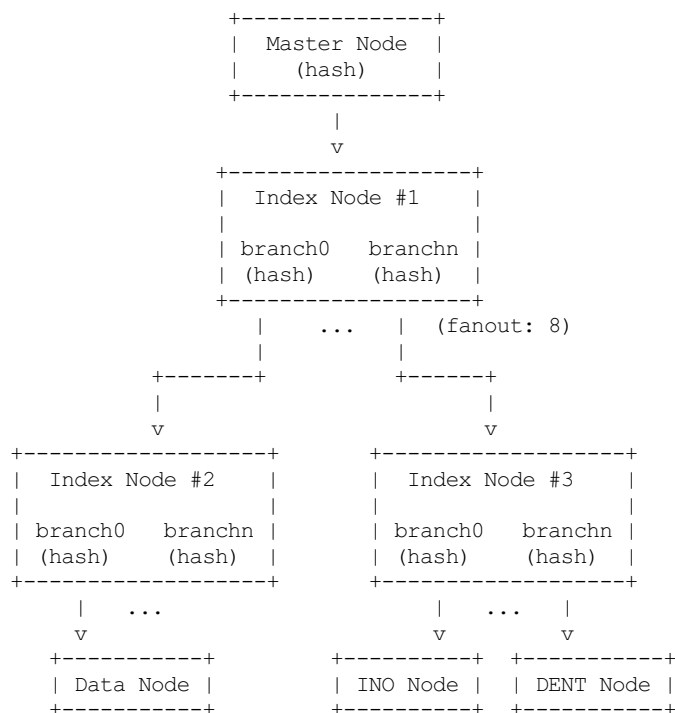 Master Node
(hash)
Index Node #1
branch0 branchn
(hash) (hash)
... (fanout: 8)
Index Node #2 Index Node #3
branch0 branchn branch0 branchn
(hash) (hash) (hash) (hash)
... ...
Data Node INO Node DENT Node